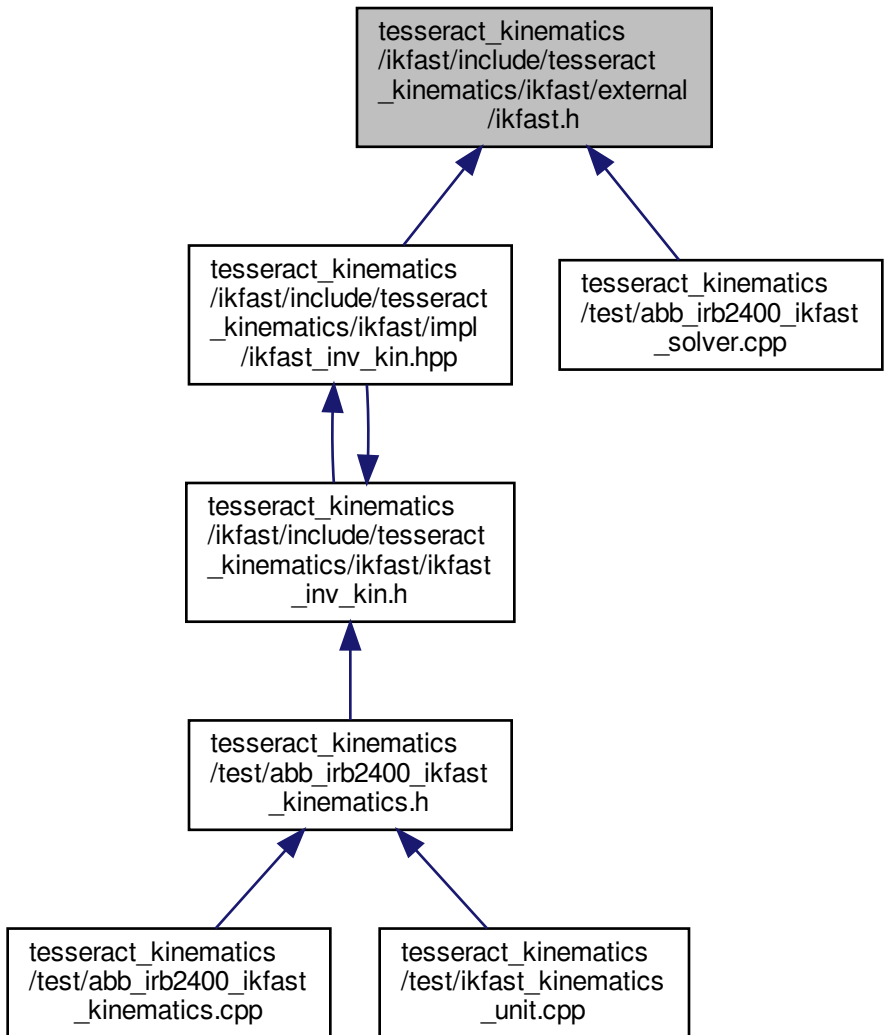 tesseract_kinematics
/ikfast/include/tesseract
_kinematics/ikfast/external
/ikfast.h
tesseract_kinematics
/ikfast/include/tesseract
_kinematics/ikfast/impl
/ikfast_inv_kin.hpp
tesseract_kinematics
/test/abb_irb2400_ikfast
_solver.cpp
tesseract_kinematics
/ikfast/include/tesseract
_kinematics/ikfast/ikfast
_inv_kin.h
tesseract_kinematics
/test/abb_irb2400_ikfast
_kinematics.h
tesseract_kinematics
/test/abb_irb2400_ikfast
_kinematics.cpp
tesseract_kinematics
/test/ikfast_kinematics
_unit.cpp